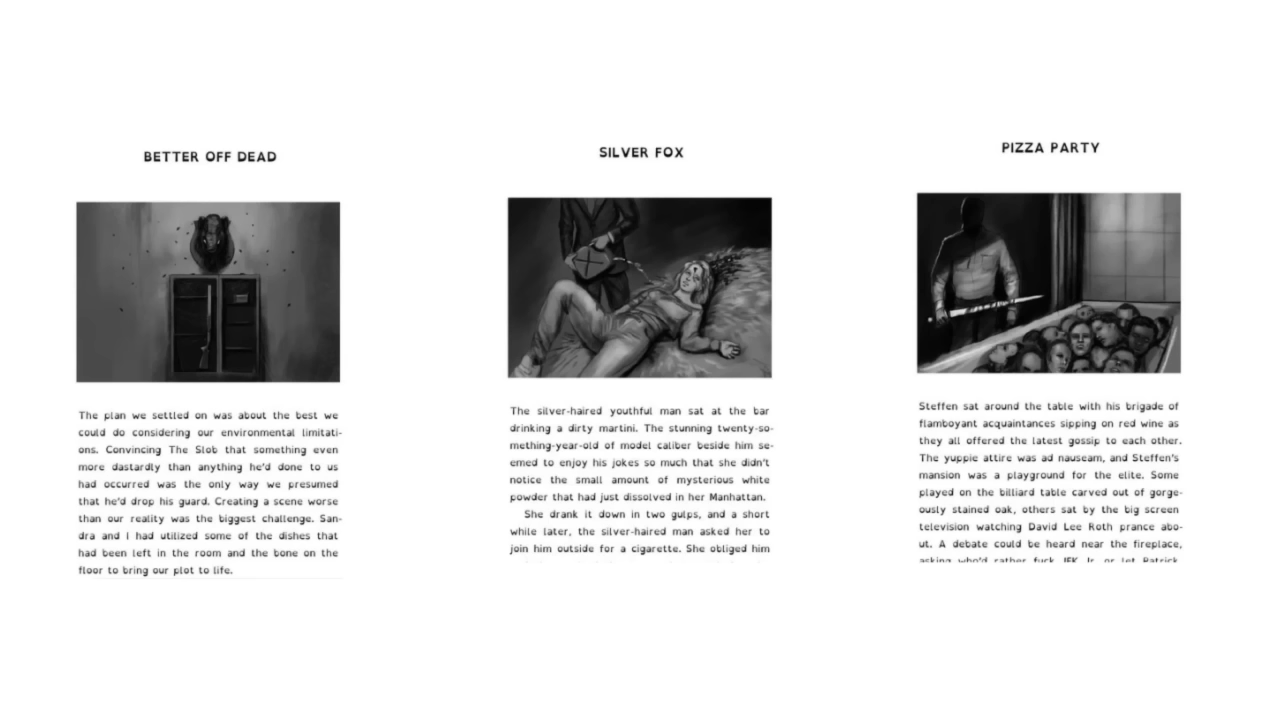 BETTER OFF DEAD
The plan we settled on was about the best we
could do considering our environmental limitati-
ons. Convincing The Slob that something even
more dastardly than anything he'd done to us
had occurred was the only way we presumed
that he'd drop his guard. Creating a scene worse
than our reality was the biggest challenge. San-
dra and I had utilized some of the dishes that
had been left in the room and the bone on the
floor to bring our plot to life.
SILVER FOX
The silver-haired youthful man sat at the bar
drinking a dirty martini. The stunning twenty-so-
mething-year-old of model caliber beside him se-
emed to enjoy his jokes so much that she didn't
notice the small amount of mysterious white
powder that had just dissolved in her Manhattan.
She drank it down in two gulps, and a short
while later, the silver-haired man asked her to
join him outside for a cigarette. She obliged him
PIZZA PARTY
Steffen sat around the table with his brigade of
flamboyant acquaintances sipping on red wine as
they all offered the latest gossip to each other.
The yuppie attire was ad nauseam, and Steffen's
mansion was a playground for the elite. Some
played on the billiard table carved out of gorge-
ously stained oak, others sat by the big screen
television watching David Lee Roth prance abo-
ut. A debate could be heard near the fireplace,
asking who'd rather fuck JFK Jr. or let Patrick